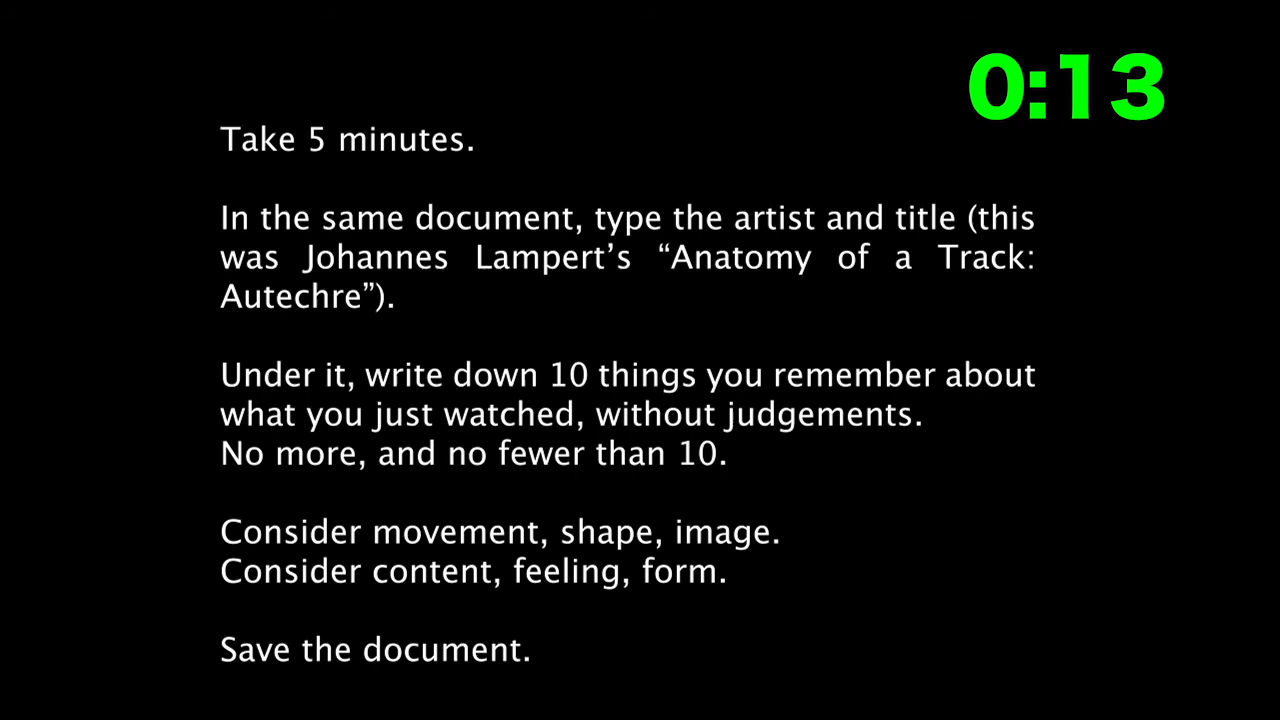 0:13
Take 5 minutes.
In the same document, type the artist and title (this
was Johannes Lampert’s “Anatomy of a Track:
Autechre”).
Under it, write down 10 things you remember about
what you just watched, without judgements.
No more, and no fewer than 10.
Consider movement, shape, image.
Consider content, feeling, form.
Save the document.